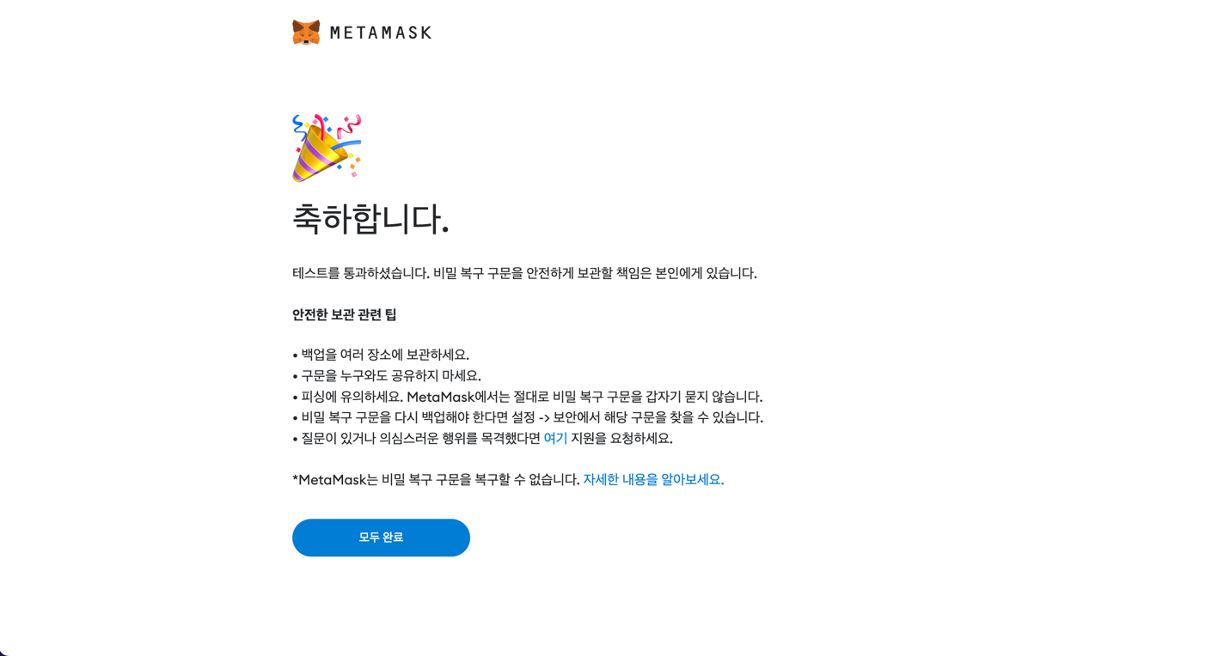 METAMASK
축하합니다.
테스트를 통과하셨습니다. 비밀 복구 구문을 안전하게 보관할 책임은 본인에게 있습니다.
안전한 보관 관련 팁
• 백업을 여러 장소에 보관하세요.
• 구문을 누구와도 공유하지 마세요.
• 피싱에 유의하세요. MetaMask에서는 절대로 비밀 복구 구문을 갑자기 묻지 않습니다.
• 비밀 복구 구문을 다시 백업해야 한다면 설정 -> 보안에서 해당 구문을 찾을 수 있습니다.
• 질문이 있거나 의심스러운 행위를 목격했다면 여기 지원을 요청하세요.
*MetaMask는 비밀 복구 구문을 복구할 수 없습니다. 자세한 내용을 알아보세요.
모두 완료